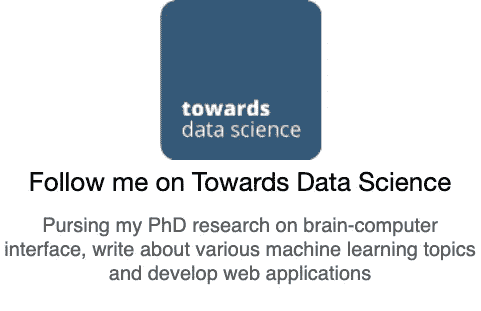 towards
data science
Follow me on Towards Data Science
Pursing my PhD research on brain-computer
interface, write about various machine learning topics
and develop web applications